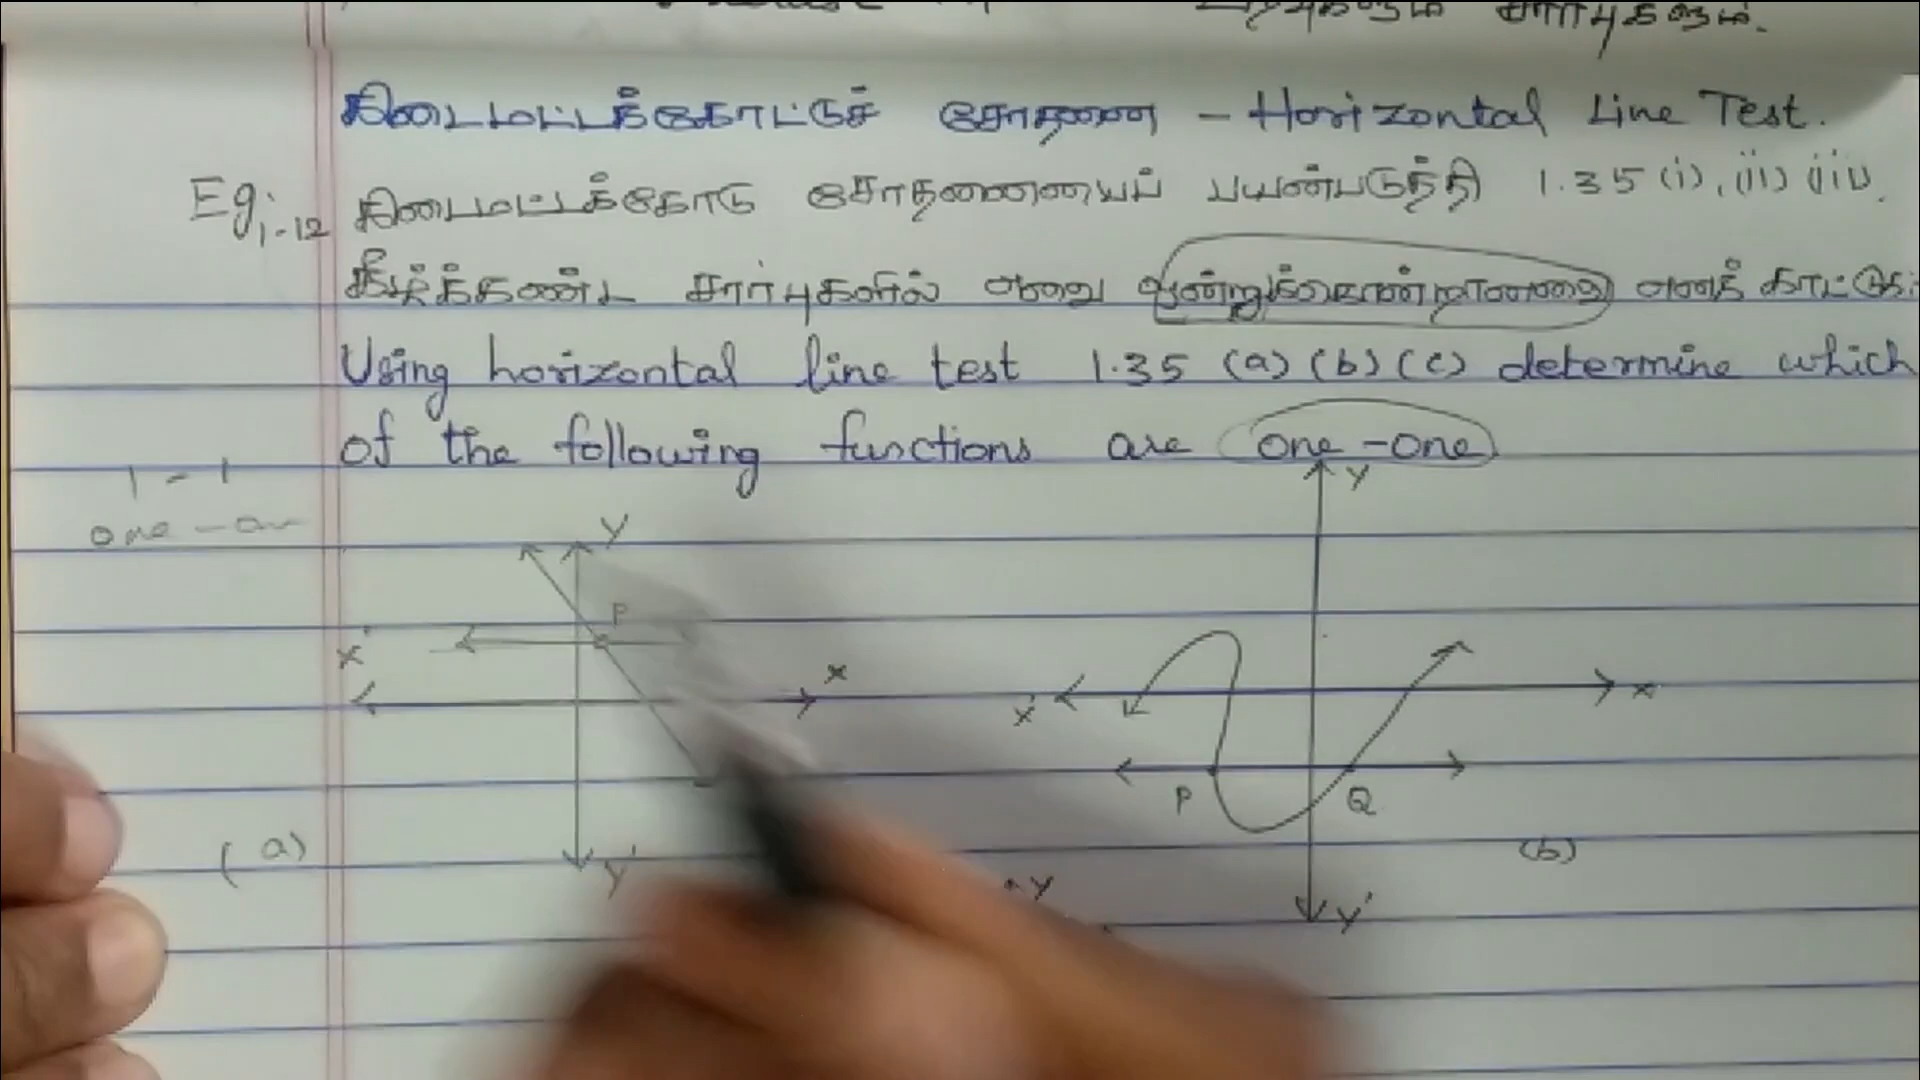 கிடைமட்டக்கோட்டுச் சோதனை - Horizontal Line Test.
Eg: 1.12 கிடைமட்டக்கோடு சோதனையைப் பயன்படுத்தி 1.35 (i), (ii) (iii).
கீழ்க்கண்ட சார்புகளில் எவை ஒன்றுக்கொன்றானவை எனக் காட்டுக.
Using horizontal line test 1.35 (a) (b) (c) determine which
of the following functions are one-one
1 - 1
one - on
Y
P
X'
X
Y'
(a)
Y
X'
X
P
Q
(b)
Y'
Y